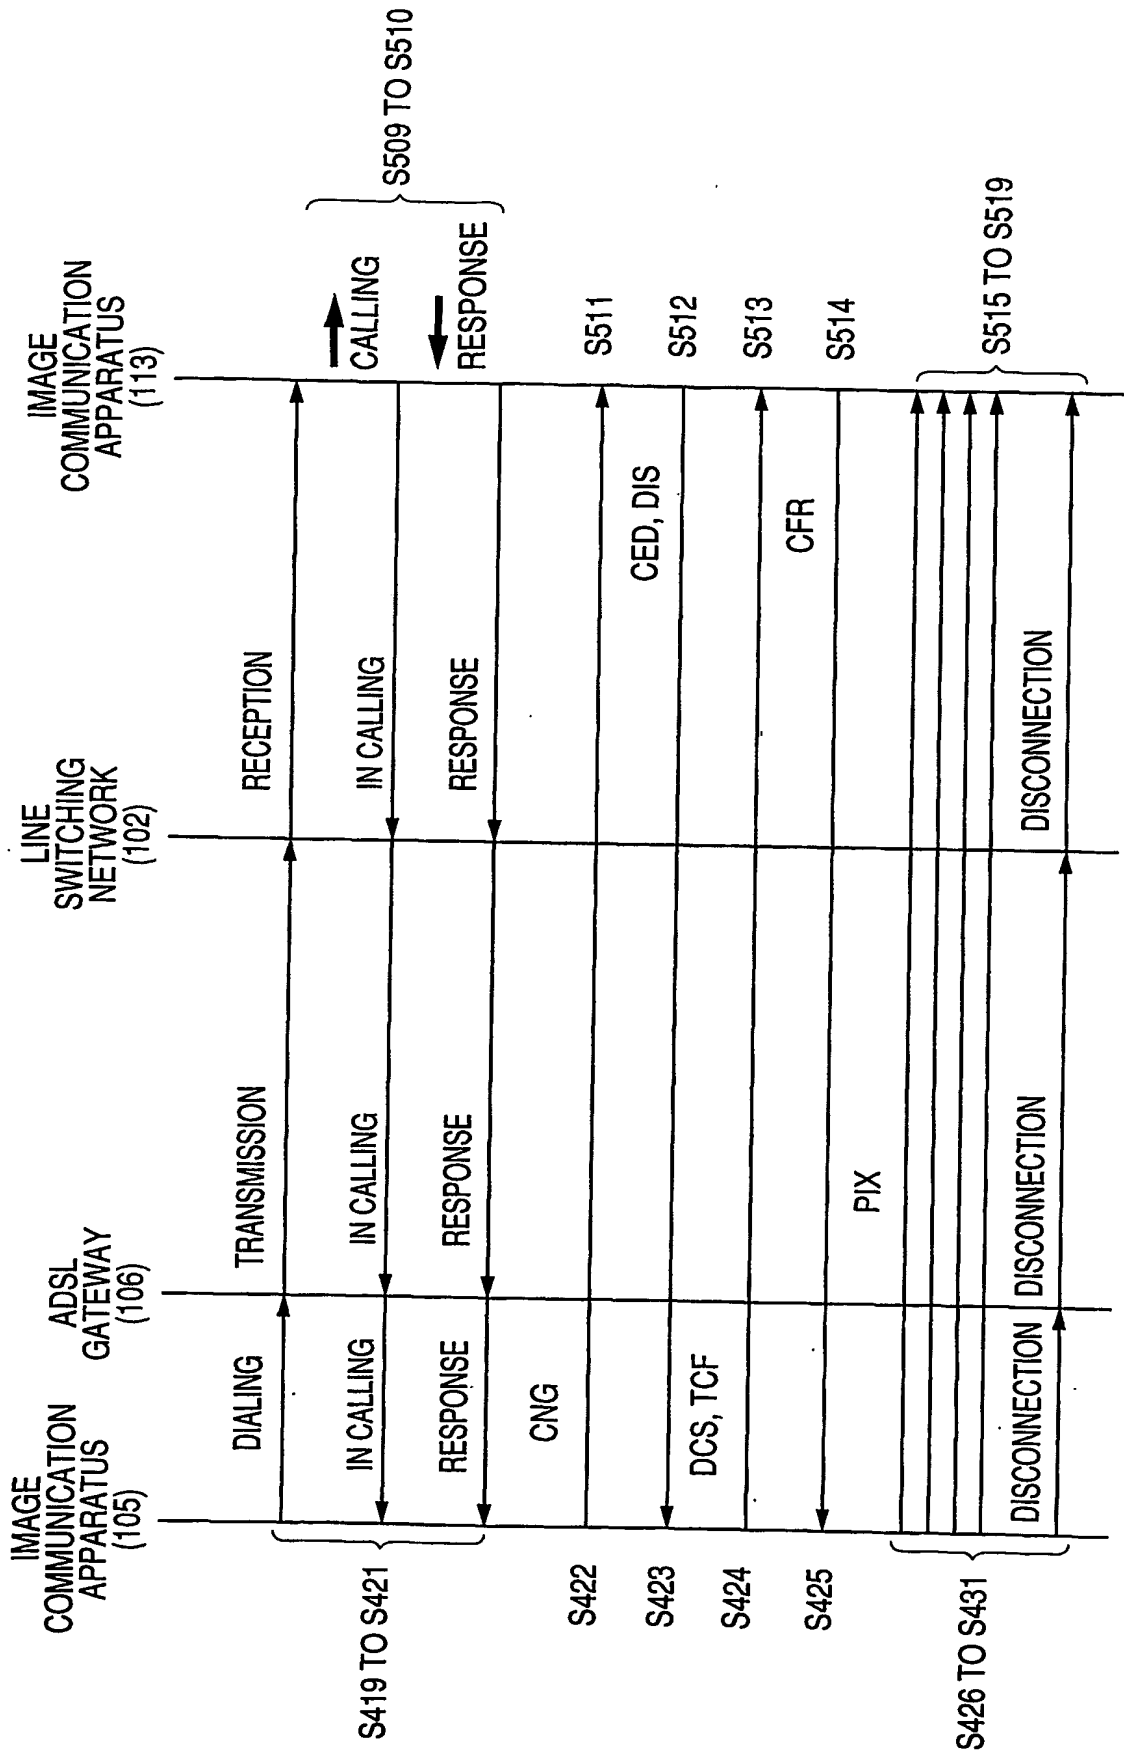 IMAGE
COMMUNICATION
APPARATUS
(105)
ADSL
GATEWAY
(106)
LINE
SWITCHING
NETWORK
(102)
IMAGE
COMMUNICATION
APPARATUS
(113)
DIALING
TRANSMISSION
RECEPTION
CALLING
IN CALLING
IN CALLING
IN CALLING
RESPONSE
RESPONSE
RESPONSE
RESPONSE
S419 TO S421
S509 TO S510
CNG
S422
S511
CED, DIS
S423
S512
DCS, TCF
S424
S513
CFR
S425
S514
PIX
S426 TO S431
S515 TO S519
DISCONNECTION
DISCONNECTION
DISCONNECTION